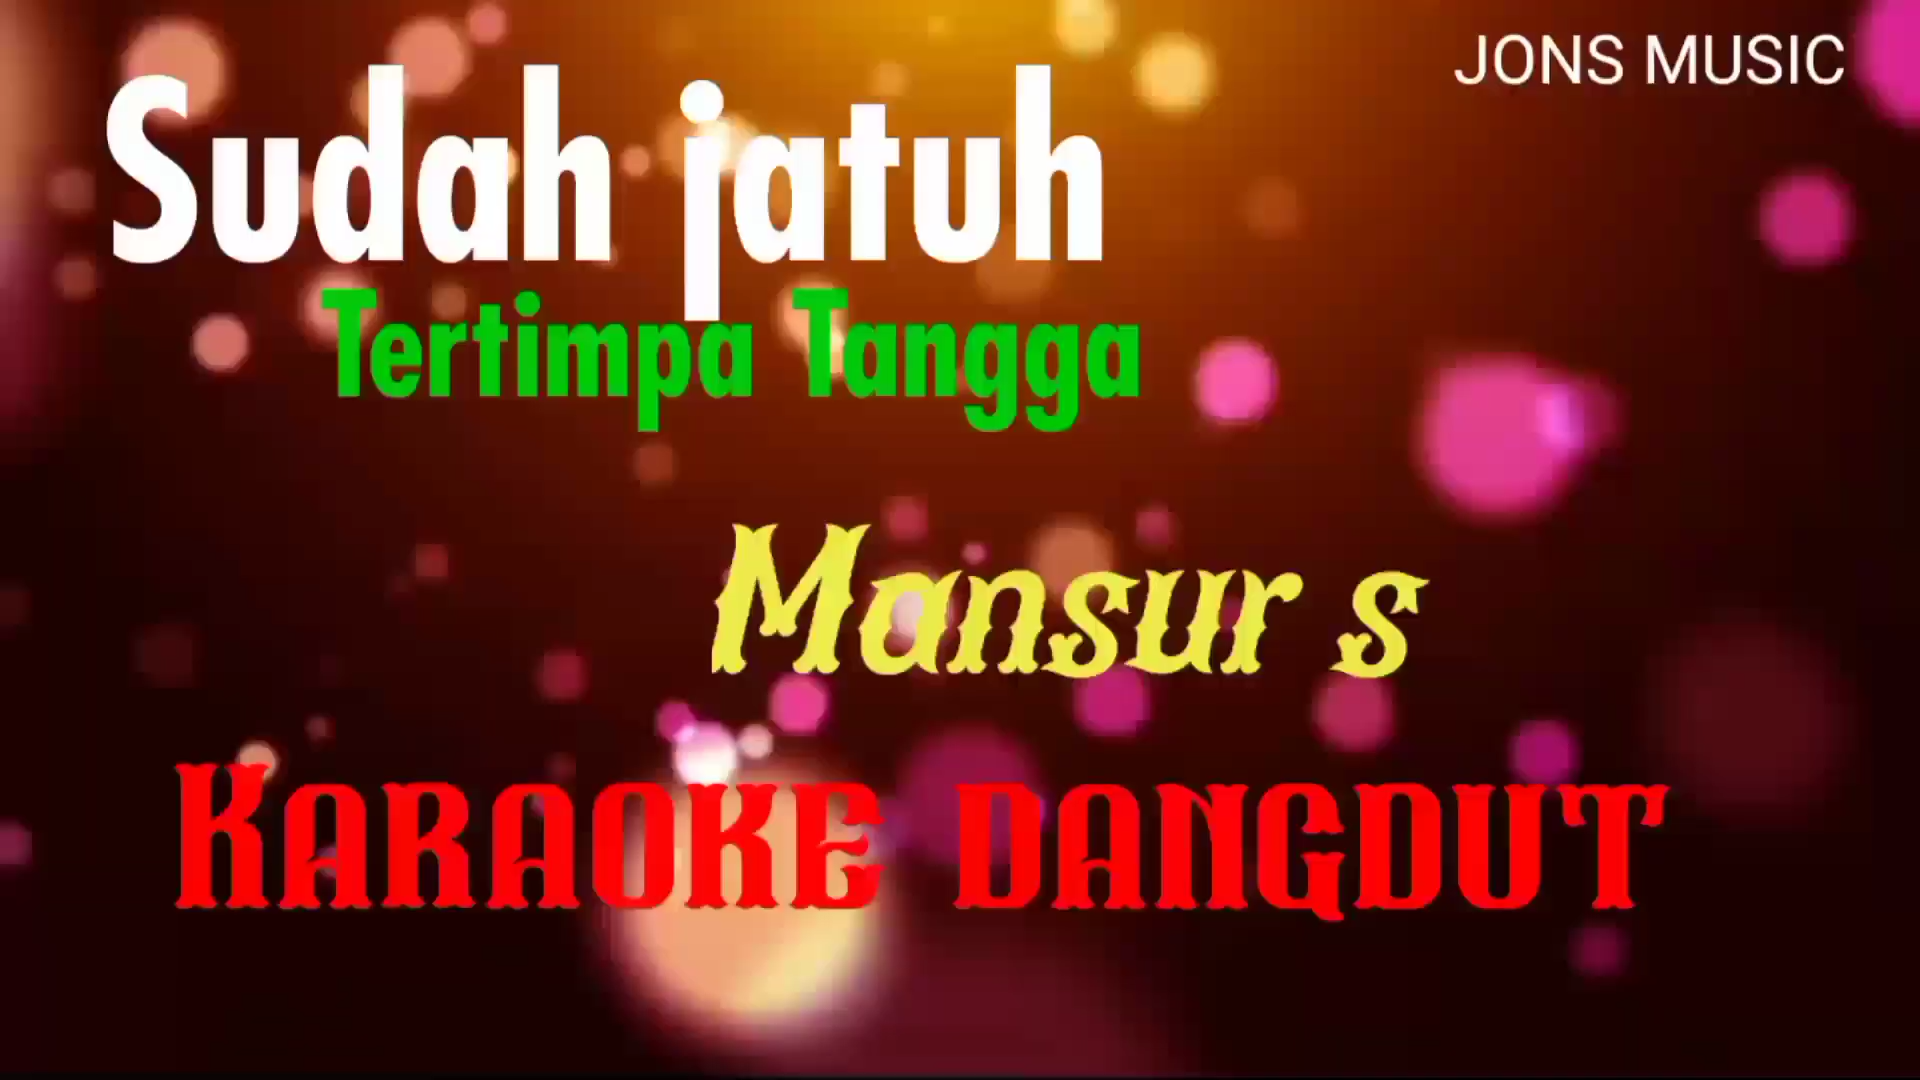 JONS MUSIC
Sudah jatuh
Tertimpa Tangga
Mansur s
KARAOKE DANGDUT